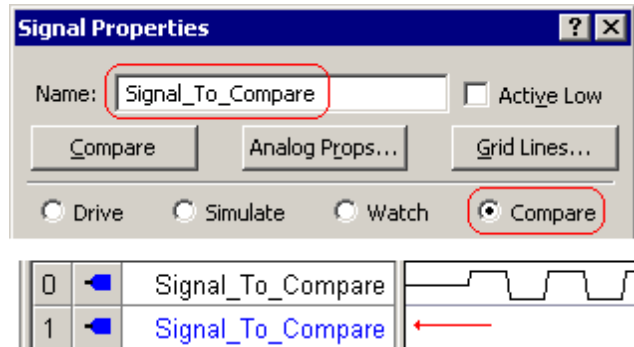 Signal Properties
Name: Signal_To_Compare Active Low
Compare Analog Props... Grid Lines...
Drive Simulate Watch Compare
0 Signal_To_Compare
1 Signal_To_Compare